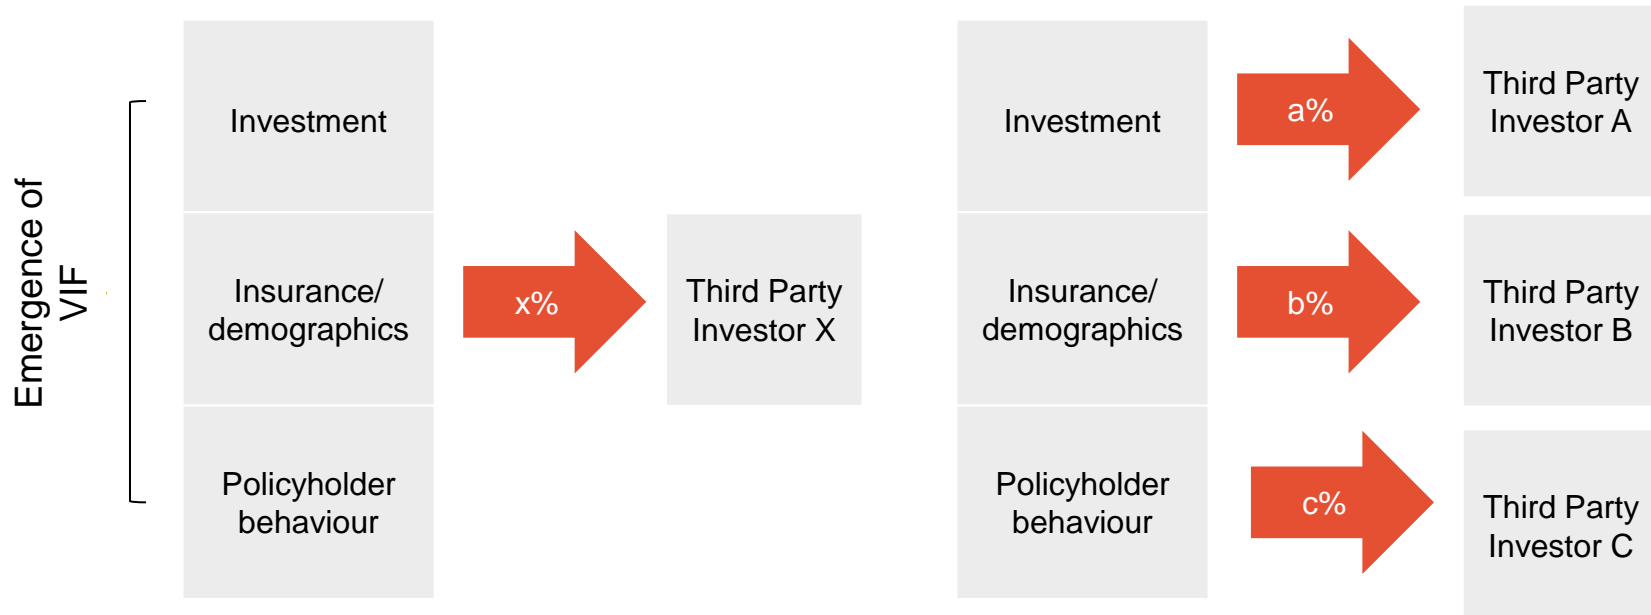 Emergence of
VIF
Investment
Insurance/
demographics
Policyholder
behaviour
x%
Third Party
Investor X
Investment
Insurance/
demographics
Policyholder
behaviour
a%
b%
c%
Third Party
Investor A
Third Party
Investor B
Third Party
Investor C